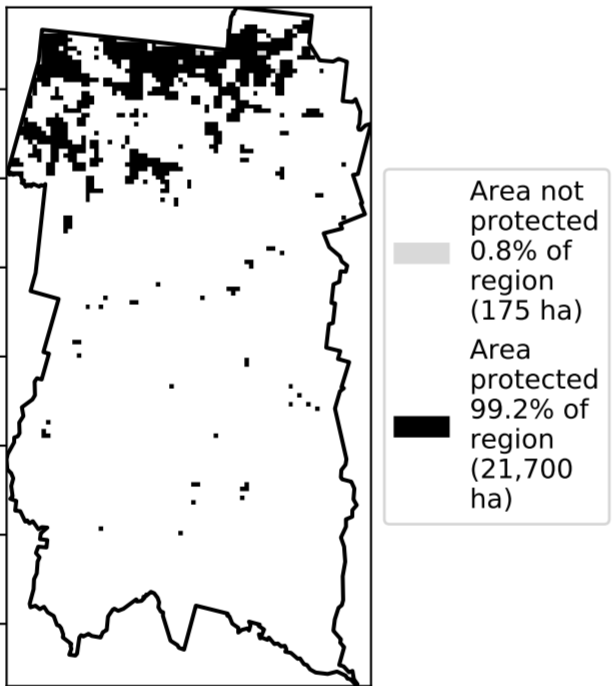 Area not
protected
0.8% of
region
(175 ha)
Area
protected
99.2% of
region
(21,700
ha)